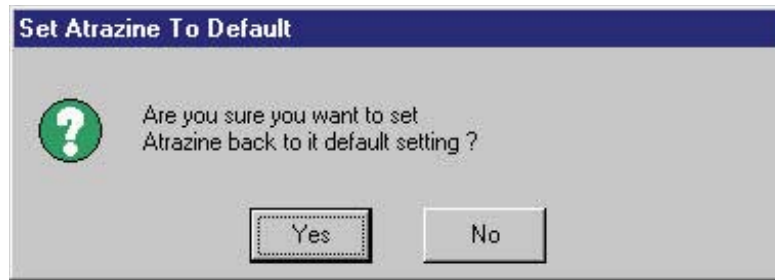 Set Atrazine To Default
Are you sure you want to set
Atrazine back to it default setting ?
Yes
No